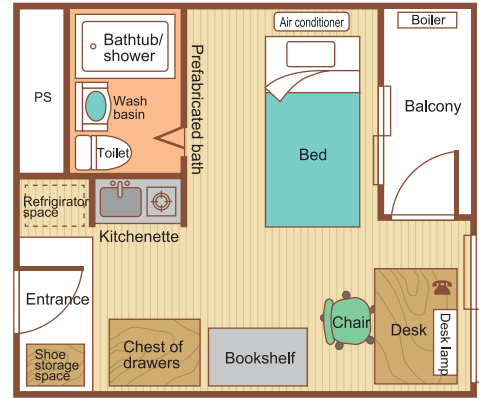 Air conditioner
Boiler
Bathtub/
shower
PS
Wash
basin
Toilet
Prefabricated bath
Balcony
Bed
Refrigirator
space
Kitchenette
Entrance
Chair
Desk
Desk lamp
Shoe
storage
space
Chest of
drawers
Bookshelf